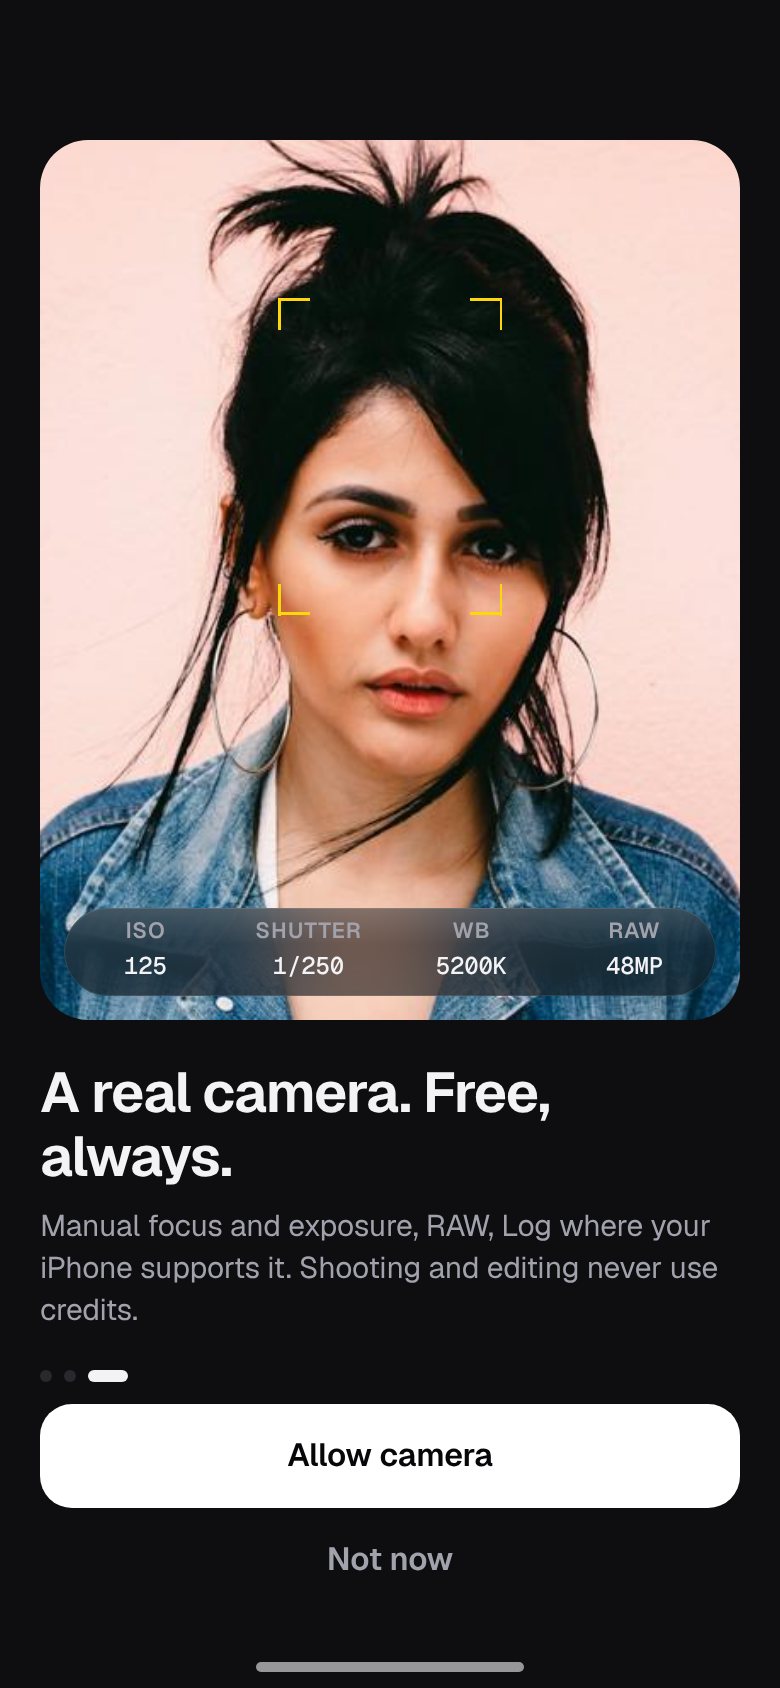 ISO SHUTTER WB RAW
125 1/250 5200K 48MP
A real camera. Free,
always.
Manual focus and exposure, RAW, Log where your
iPhone supports it. Shooting and editing never use
credits.
Allow camera
Not now